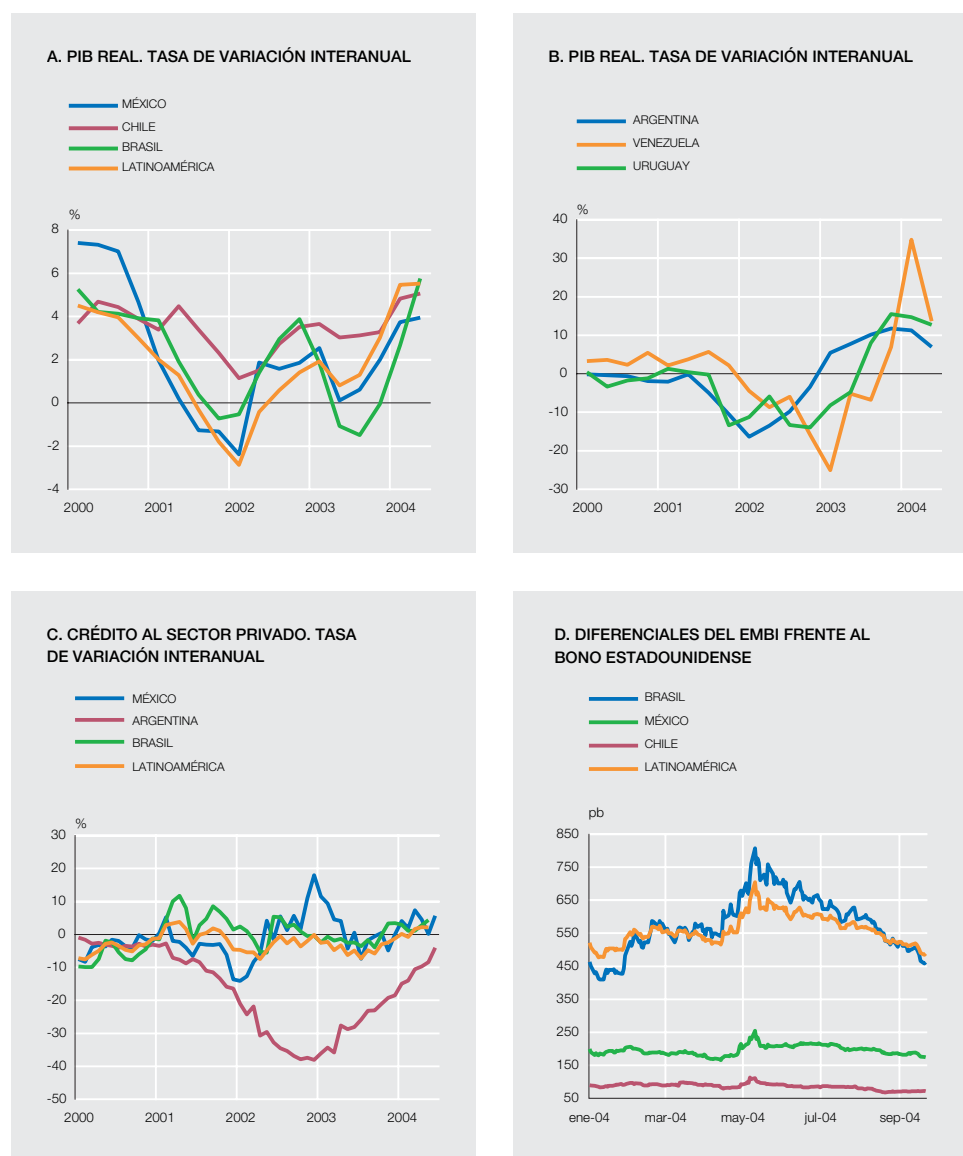 A. PIB REAL. TASA DE VARIACIÓN INTERANUAL
MÉXICO
CHILE
BRASIL
LATINOAMÉRICA
%
8
6
4
2
0
-2
-4
2000 2001 2002 2003 2004
B. PIB REAL. TASA DE VARIACIÓN INTERANUAL
ARGENTINA
VENEZUELA
URUGUAY
%
40
30
20
10
0
-10
-20
-30
2000 2001 2002 2003 2004
C. CRÉDITO AL SECTOR PRIVADO. TASA
DE VARIACIÓN INTERANUAL
MÉXICO
ARGENTINA
BRASIL
LATINOAMÉRICA
%
30
20
10
0
-10
-20
-30
-40
-50
2000 2001 2002 2003 2004
D. DIFERENCIALES DEL EMBI FRENTE AL
BONO ESTADOUNIDENSE
BRASIL
MÉXICO
CHILE
LATINOAMÉRICA
pb
850
750
650
550
450
350
250
150
50
ene-04 mar-04 may-04 jul-04 sep-04